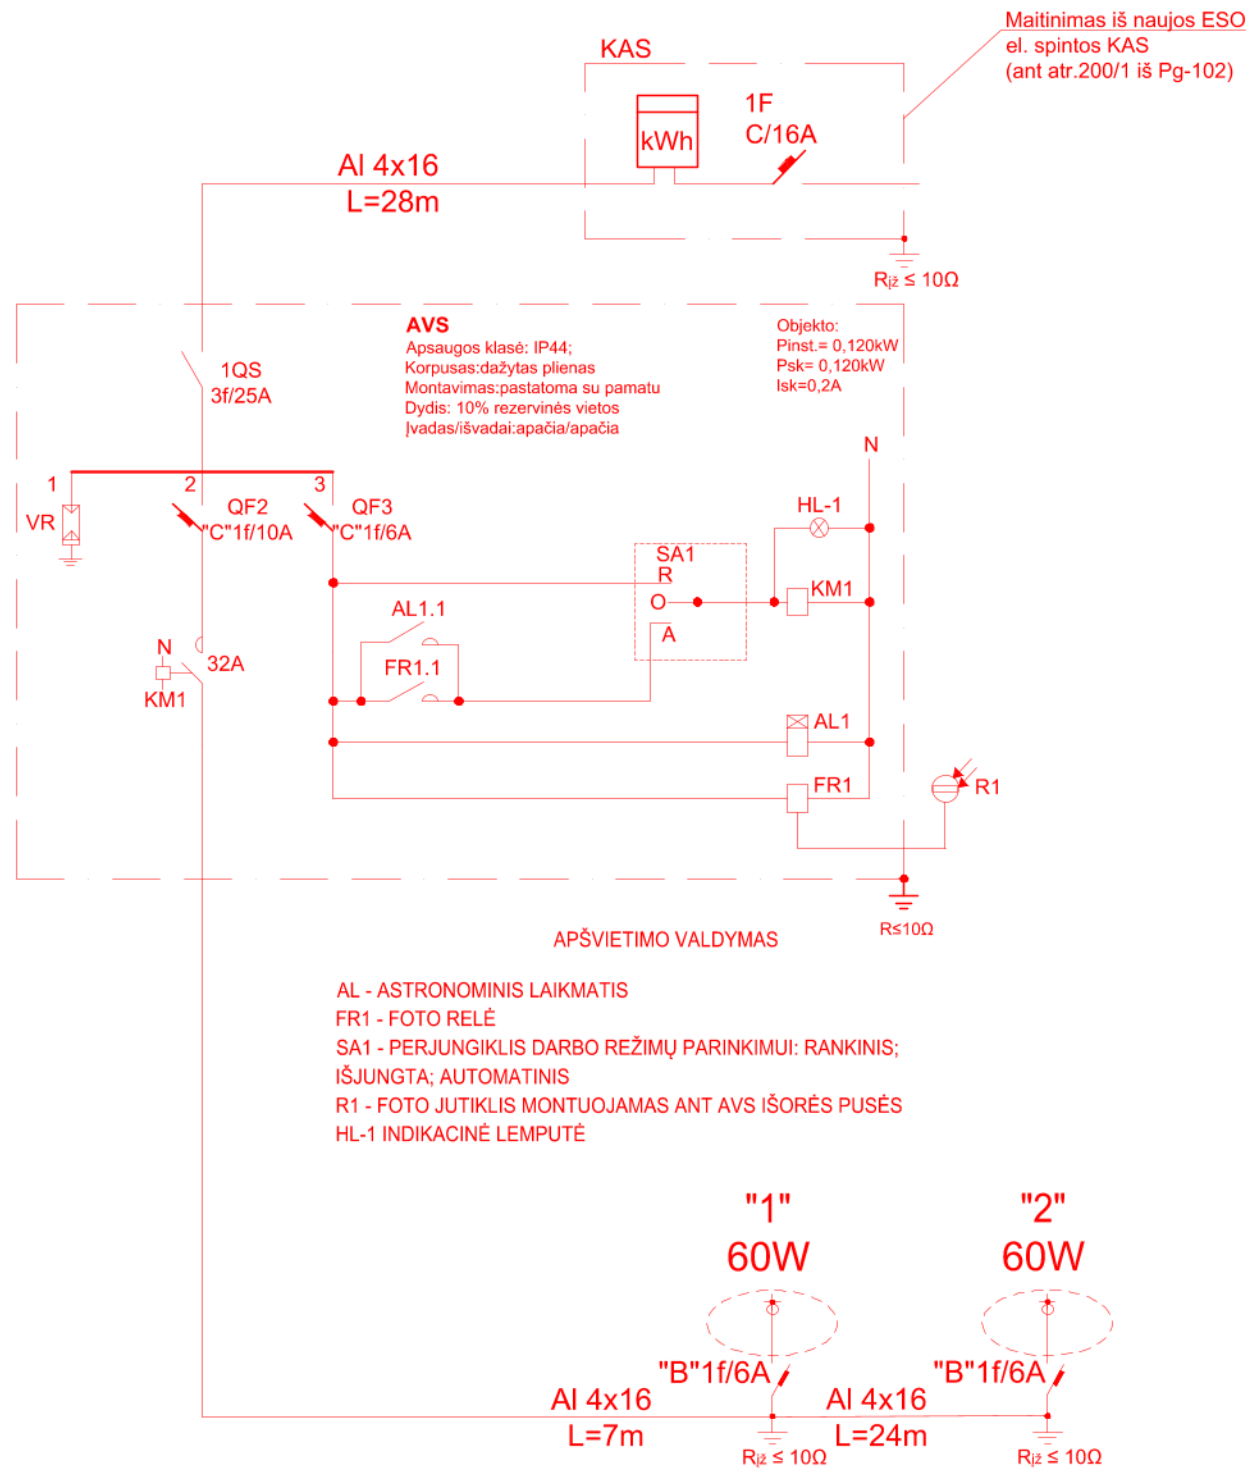 Maitinimas iš naujos ESO
el. spintos KAS
(ant atr.200/1 iš Pg-102)
KAS
kWh
1F
C/16A
Al 4x16
L=28m
Rįž ≤ 10Ω
AVS
Apsaugos klasė: IP44;
Korpusas:dažytas plienas
Montavimas:pastatoma su pamatu
Dydis: 10% rezervinės vietos
Įvadas/išvadai:apačia/apačia
Objekto:
Pinst.= 0,120kW
Psk= 0,120kW
Isk=0,2A
1QS
3f/25A
N
1
2
3
VR
QF2
"C"1f/10A
QF3
"C"1f/6A
HL-1
SA1
R
O
A
KM1
AL1.1
FR1.1
N
32A
KM1
AL1
FR1
R1
R≤10Ω
APŠVIETIMO VALDYMAS
AL - ASTRONOMINIS LAIKMATIS
FR1 - FOTO RELĖ
SA1 - PERJUNGIKLIS DARBO REŽIMŲ PARINKIMUI: RANKINIS;
IŠJUNGTA; AUTOMATINIS
R1 - FOTO JUTIKLIS MONTUOJAMAS ANT AVS IŠORĖS PUSĖS
HL-1 INDIKACINĖ LEMPUTĖ
"1"
60W
"2"
60W
"B"1f/6A
"B"1f/6A
Al 4x16
L=7m
Al 4x16
L=24m
Rįž ≤ 10Ω
Rįž ≤ 10Ω